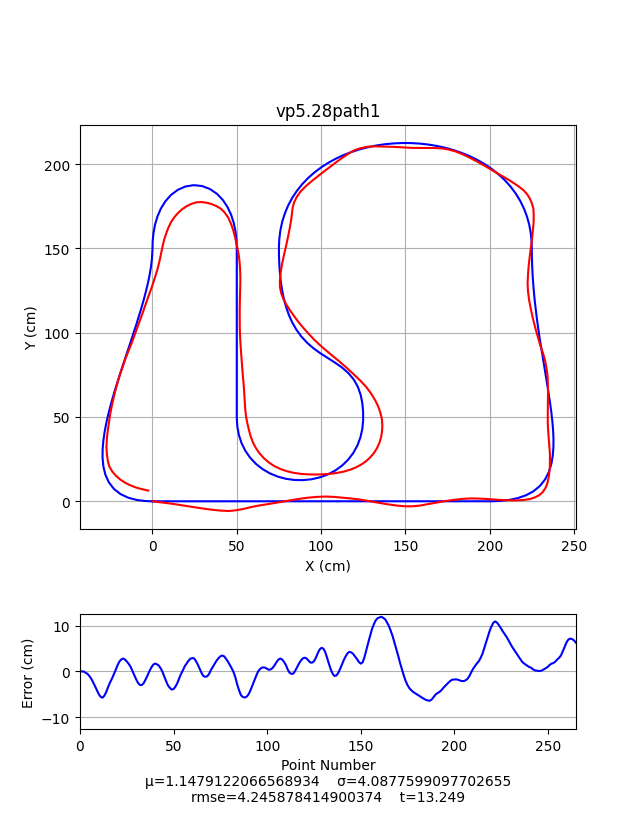 vp5.28path1
200
150
100
50
0
Y (cm)
0 50 100 150 200 250
X (cm)
10
0
−10
Error (cm)
0 50 100 150 200 250
Point Number
μ=1.1479122066568934 σ=4.0877599097702655
rmse=4.245878414900374 t=13.249